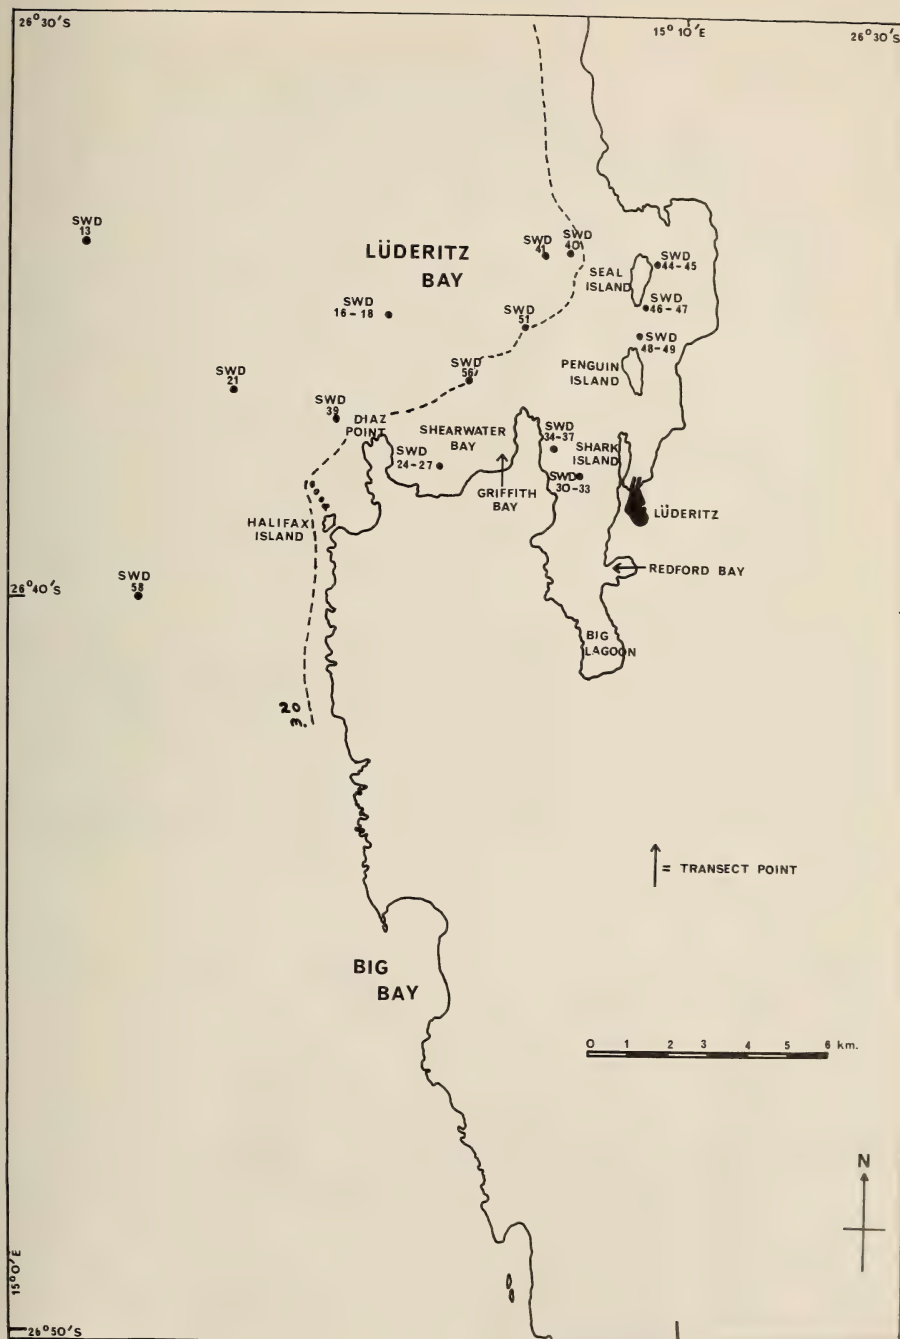 26°30'S
15°10'E
26°30'S
SWD
13
LÜDERITZ
BAY
SWD
41
SWD
40
SWD
44-45
SEAL
ISLAND
SWD
16-18
SWD
46-47
SWD
51
SWD
48-49
PENGUIN
ISLAND
SWD
56
SWD
21
SWD
39
DIAZ
POINT
SHEARWATER
BAY
SWD
34-37
SHARK
ISLAND
SWD
24-27
SWD
30-33
GRIFFITH
BAY
LÜDERITZ
HALIFAX
ISLAND
REDFORD BAY
SWD
58
26°40'S
BIG
LAGOON
20
m.
= TRANSECT POINT
BIG
BAY
0 1 2 3 4 5 6 km.
N
15°0'E
26°50'S